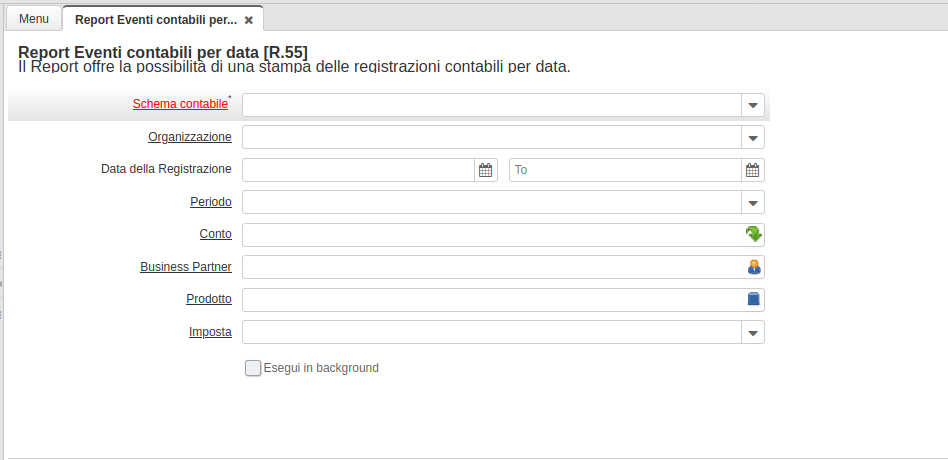 Menu
Report Eventi contabili per...
Report Eventi contabili per data [R.55]
Il Report offre la possibilità di una stampa delle registrazioni contabili per data.
Schema contabile*
Organizzazione
Data della Registrazione To
Periodo
Conto
Business Partner
Prodotto
Imposta
Esegui in background